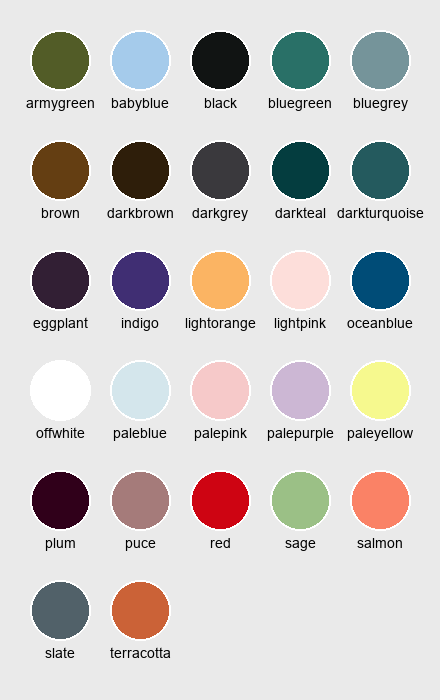 armygreen babyblue black bluegreen bluegrey
brown darkbrown darkgrey darkteal darkturquoise
eggplant indigo lightorange lightpink oceanblue
offwhite paleblue palepink palepurple paleyellow
plum puce red sage salmon
slate terracotta